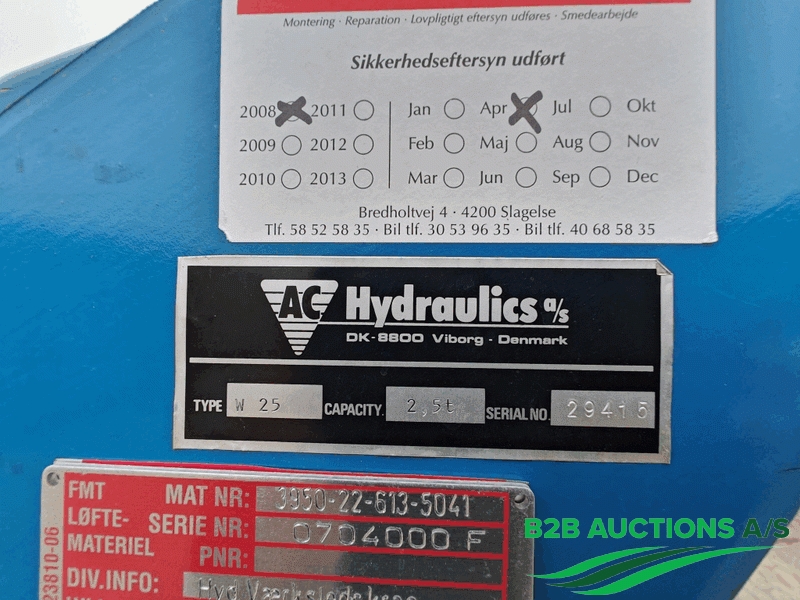 Montering · Reparation · Lovpligtigt eftersyn udføres · Smedearbejde
Sikkerhedseftersyn udført
2008 2011 Jan Apr Jul Okt
2009 2012 Feb Maj Aug Nov
2010 2013 Mar Jun Sep Dec
Bredholtvej 4 · 4200 Slagelse
Tlf. 58 52 58 35 · Bil tlf. 30 53 96 35 · Bil tlf. 40 68 58 35
AC Hydraulics a/s
DK-8800 Viborg - Denmark
TYPE W 25 CAPACITY. 2,5t SERIAL NO. 29415
FMT MAT NR: 3950-22-613-5041
LØFTE- SERIE NR: 0704000 F
MATERIEL PNR:
DIV.INFO:
23810-06
B2B AUCTIONS A/S